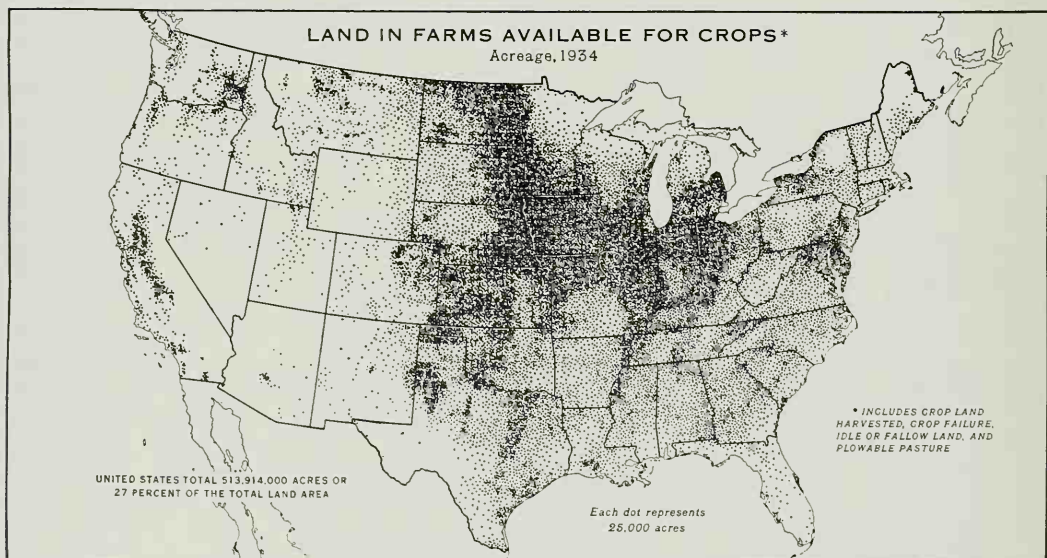 LAND IN FARMS AVAILABLE FOR CROPS*
Acreage, 1934
* INCLUDES CROP LAND
HARVESTED, CROP FAILURE,
IDLE OR FALLOW LAND, AND
PLOWABLE PASTURE
UNITED STATES TOTAL 513,914,000 ACRES OR
27 PERCENT OF THE TOTAL LAND AREA
Each dot represents
25,000 acres